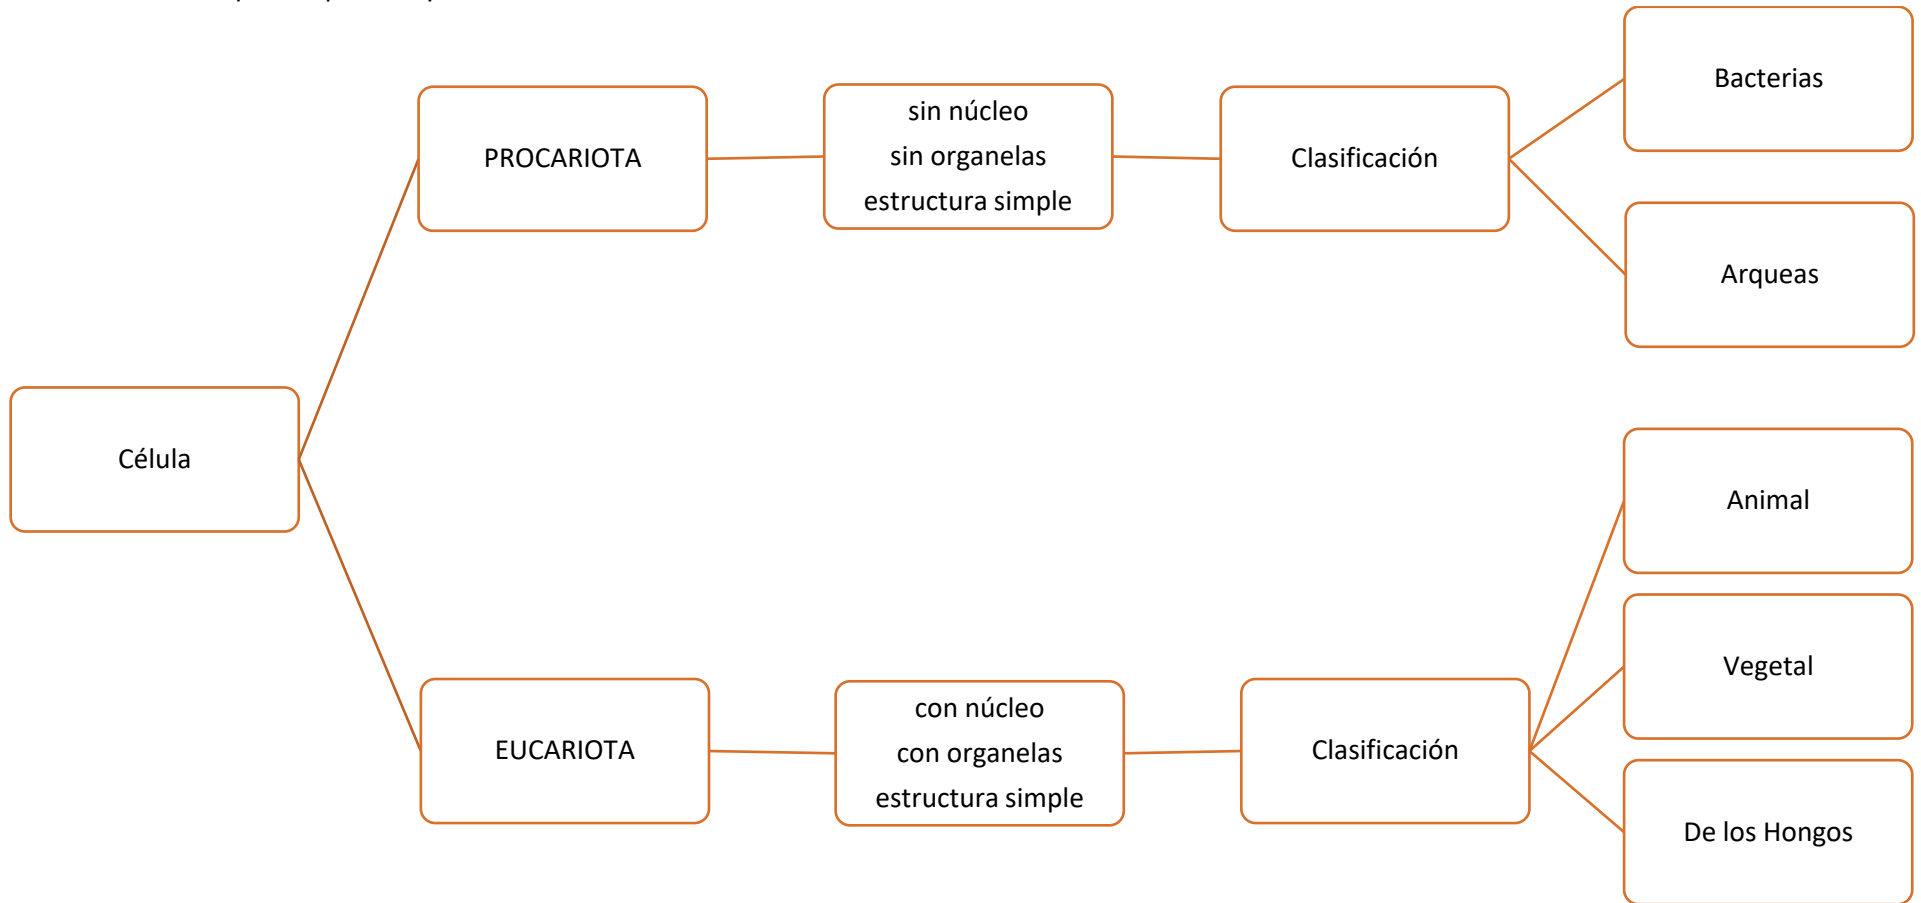 Célula
PROCARIOTA
sin núcleo
sin organelas
estructura simple
Clasificación
Bacterias
Arqueas
EUCARIOTA
con núcleo
con organelas
estructura simple
Clasificación
Animal
Vegetal
De los Hongos